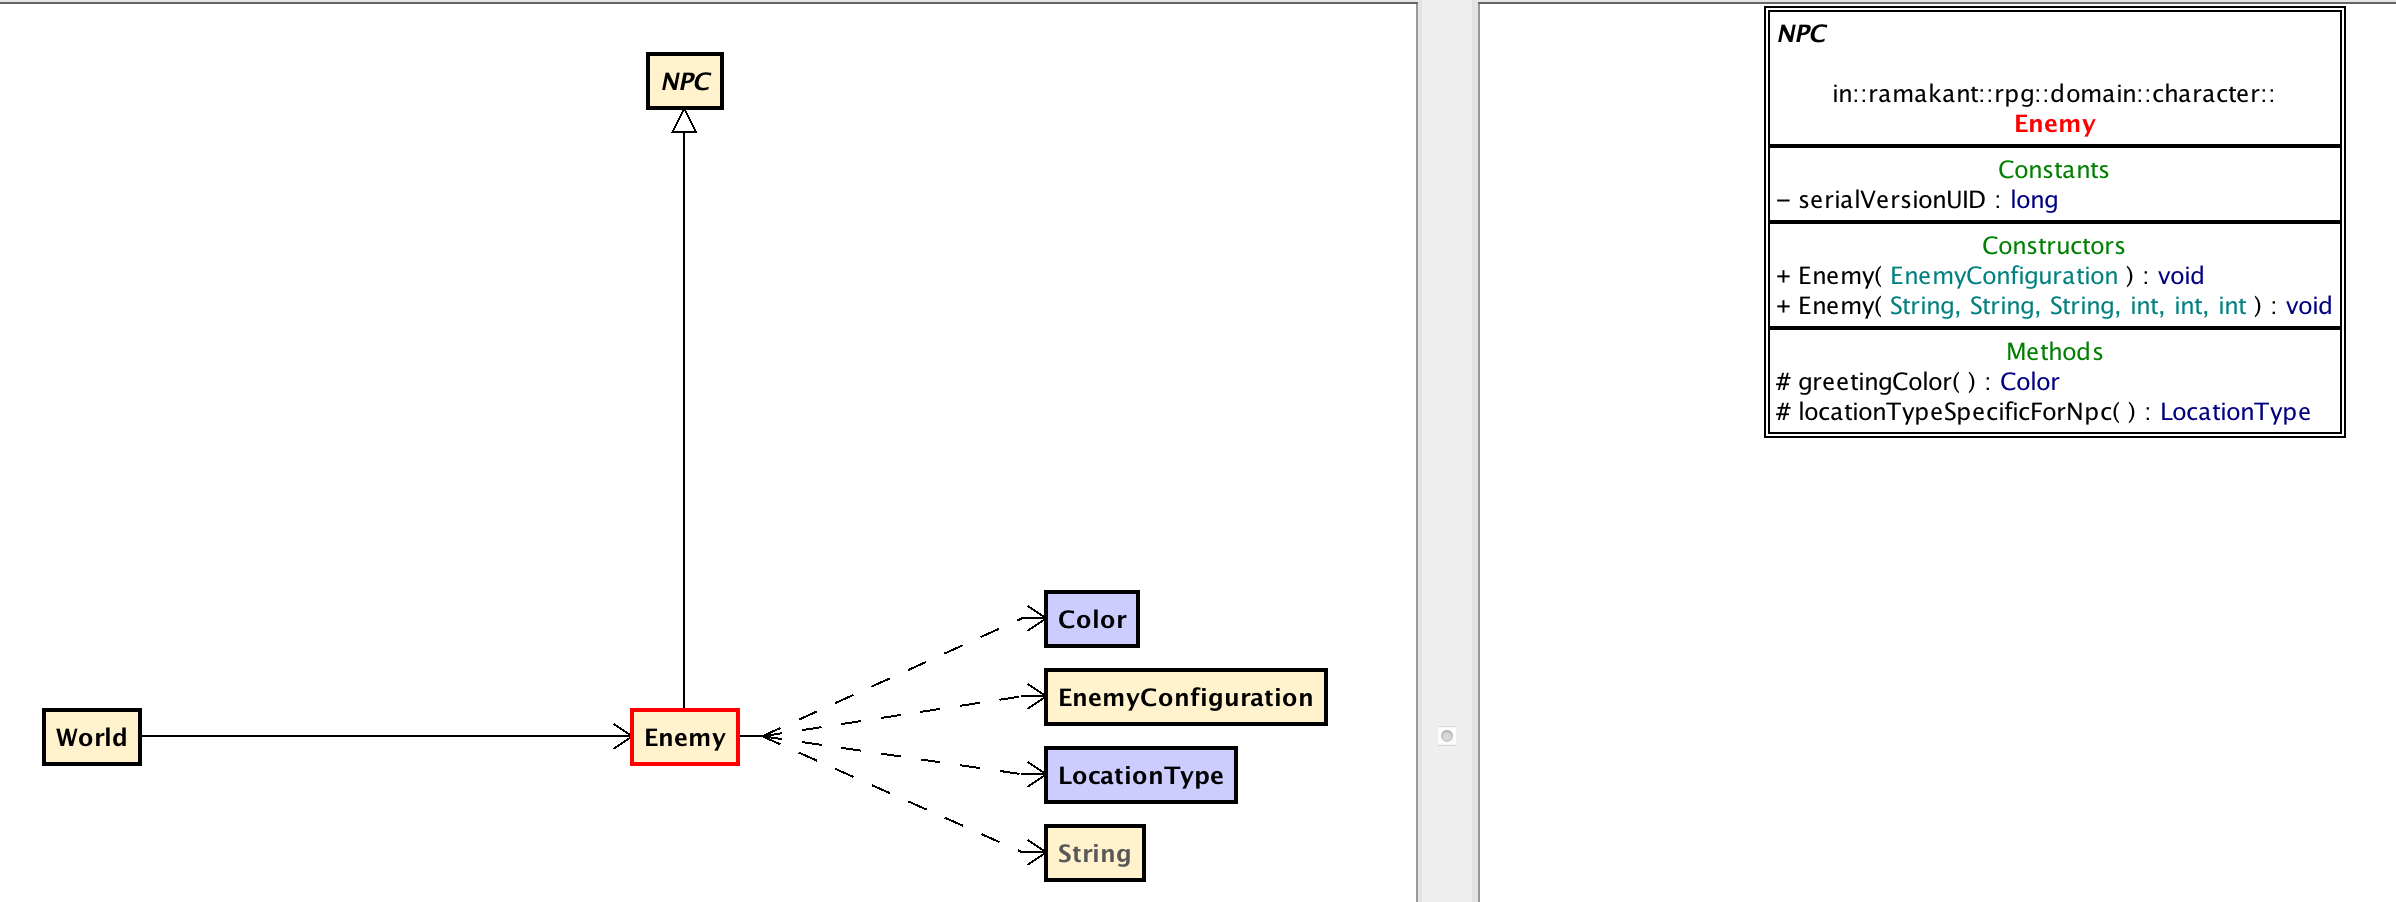 NPC
World
Enemy
Color
EnemyConfiguration
LocationType
String
NPC
in::ramakant::rpg::domain::character::
Enemy
Constants
− serialVersionUID : long
Constructors
+ Enemy( EnemyConfiguration ) : void
+ Enemy( String, String, String, int, int, int ) : void
Methods
# greetingColor( ) : Color
# locationTypeSpecificForNpc( ) : LocationType